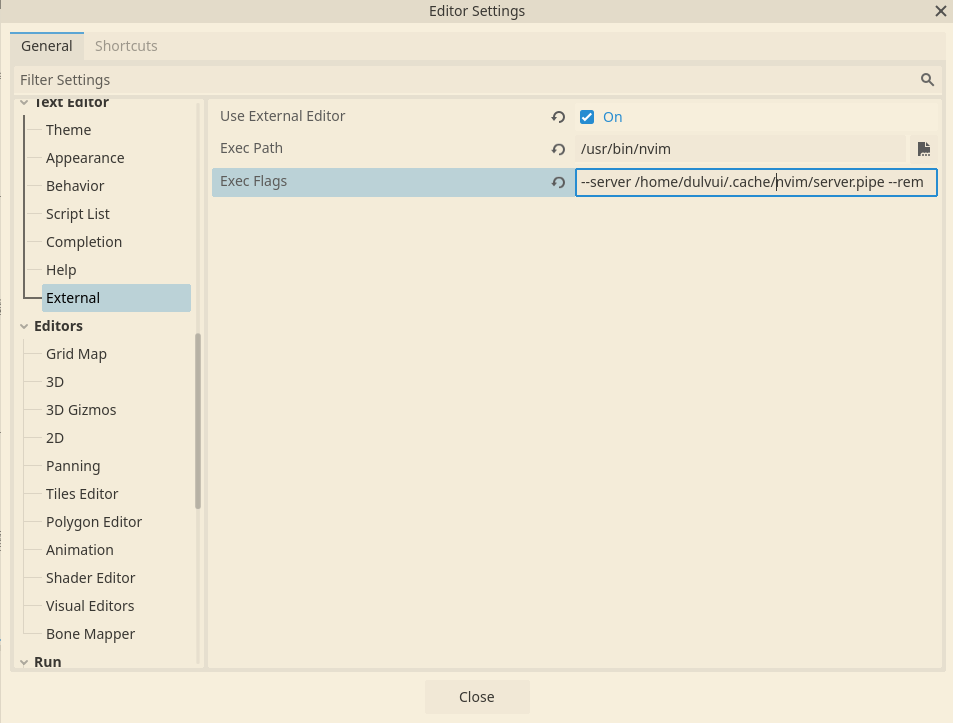 Editor Settings
General Shortcuts
Filter Settings
Text Editor
Theme
Appearance
Behavior
Script List
Completion
Help
External
Editors
Grid Map
3D
3D Gizmos
2D
Panning
Tiles Editor
Polygon Editor
Animation
Shader Editor
Visual Editors
Bone Mapper
Run
Use External Editor On
Exec Path /usr/bin/nvim
Exec Flags --server /home/dulvui/.cache/nvim/server.pipe --rem
Close